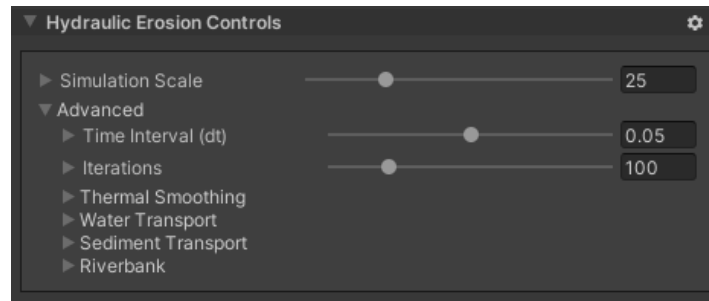 Hydraulic Erosion Controls
Simulation Scale 25
Advanced
Time Interval (dt) 0.05
Iterations 100
Thermal Smoothing
Water Transport
Sediment Transport
Riverbank